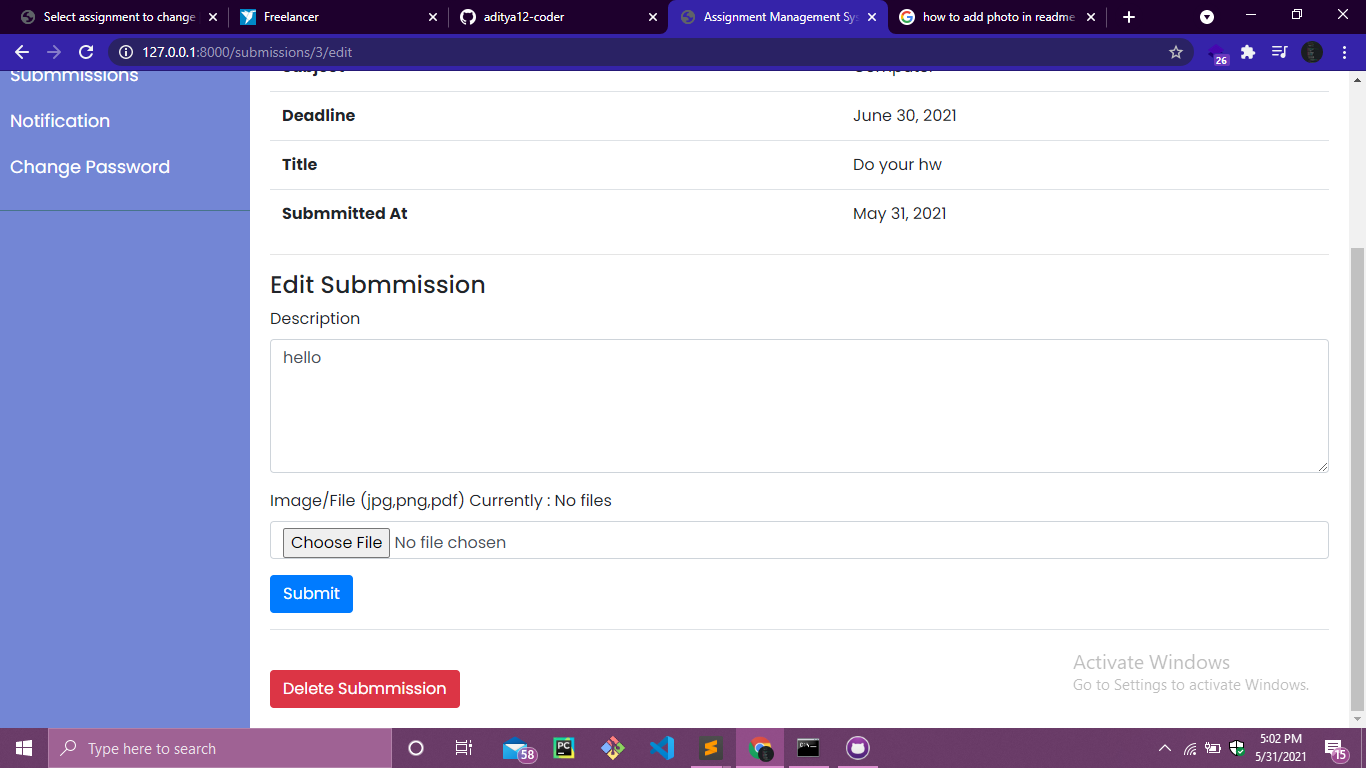 Select assignment to change
Freelancer
aditya12-coder
Assignment Management Sys
how to add photo in readme
127.0.0.1:8000/submissions/3/edit
26
Submmissions
Notification
Change Password
Subject Computer
Deadline June 30, 2021
Title Do your hw
Submmitted At May 31, 2021
Edit Submmission
Description
hello
Image/File (jpg,png,pdf) Currently : No files
Choose File No file chosen
Submit
Delete Submmission
Activate Windows
Go to Settings to activate Windows.
Type here to search
58
PC
5:02 PM
5/31/2021
15